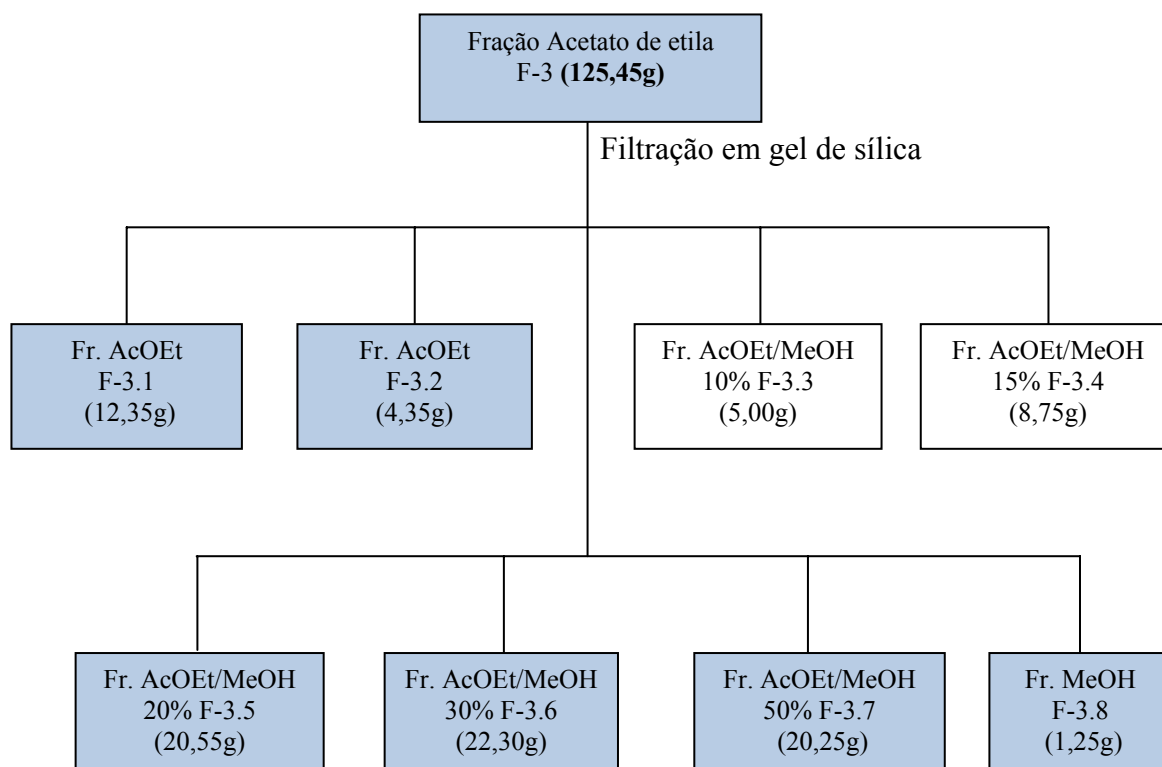 Fração Acetato de etila
F-3 (125,45g)
Filtração em gel de sílica
Fr. AcOEt
F-3.1
(12,35g)
Fr. AcOEt
F-3.2
(4,35g)
Fr. AcOEt/MeOH
10% F-3.3
(5,00g)
Fr. AcOEt/MeOH
15% F-3.4
(8,75g)
Fr. AcOEt/MeOH
20% F-3.5
(20,55g)
Fr. AcOEt/MeOH
30% F-3.6
(22,30g)
Fr. AcOEt/MeOH
50% F-3.7
(20,25g)
Fr. MeOH
F-3.8
(1,25g)